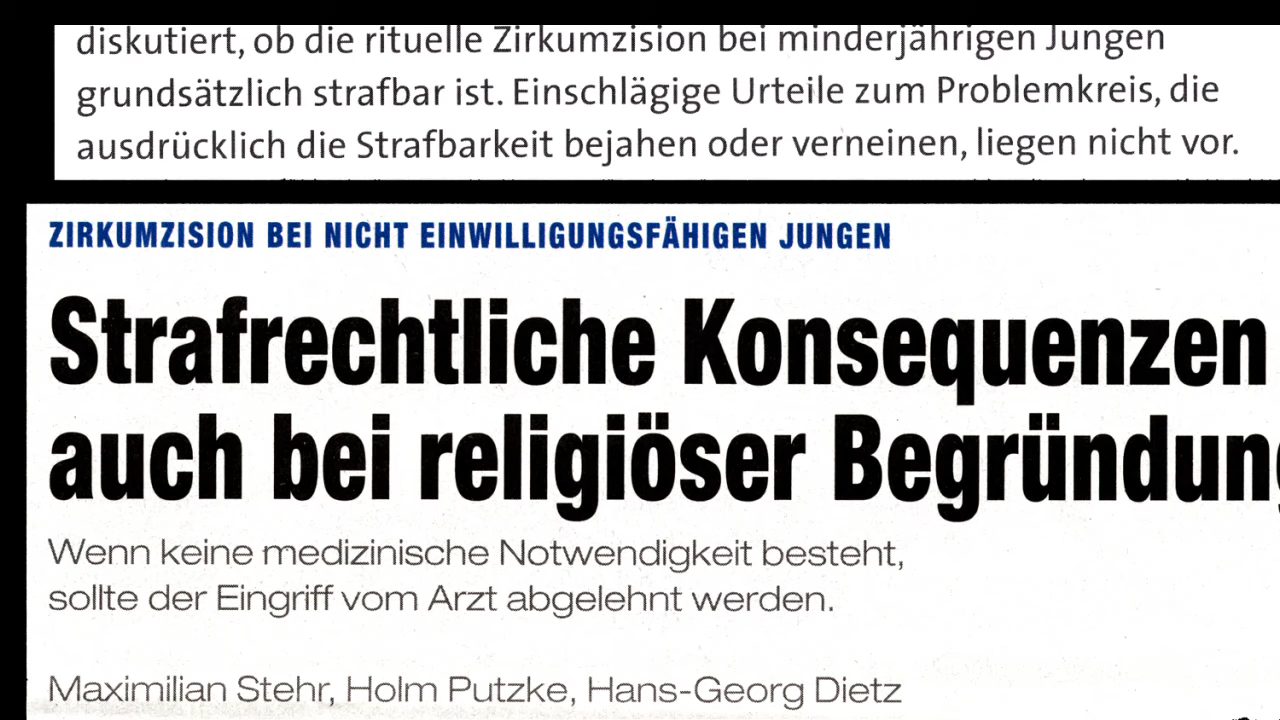 diskutiert, ob die rituelle Zirkumzision bei minderjährigen Jungen
grundsätzlich strafbar ist. Einschlägige Urteile zum Problemkreis, die
ausdrücklich die Strafbarkeit bejahen oder verneinen, liegen nicht vor.
ZIRKUMZISION BEI NICHT EINWILLIGUNGSFÄHIGEN JUNGEN
Strafrechtliche Konsequenzen
auch bei religiöser Begründung
Wenn keine medizinische Notwendigkeit besteht,
sollte der Eingriff vom Arzt abgelehnt werden.
Maximilian Stehr, Holm Putzke, Hans-Georg Dietz